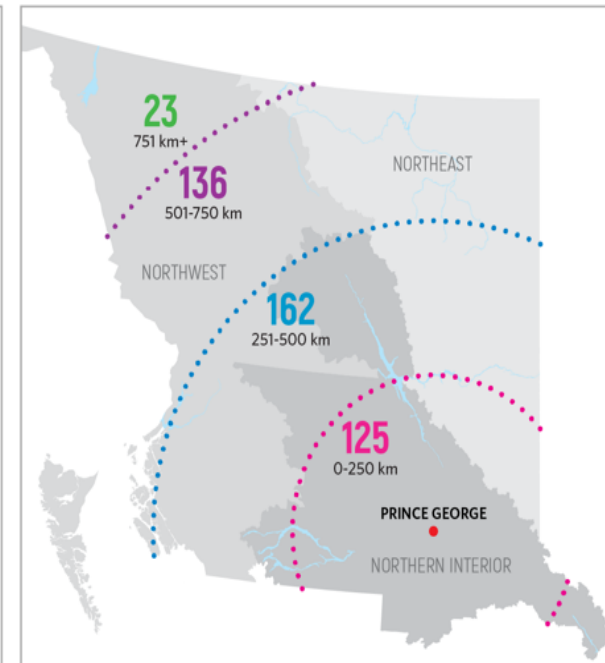 23
751 km+
136
501-750 km
NORTHEAST
NORTHWEST
162
251-500 km
125
0-250 km
PRINCE GEORGE
NORTHERN INTERIOR